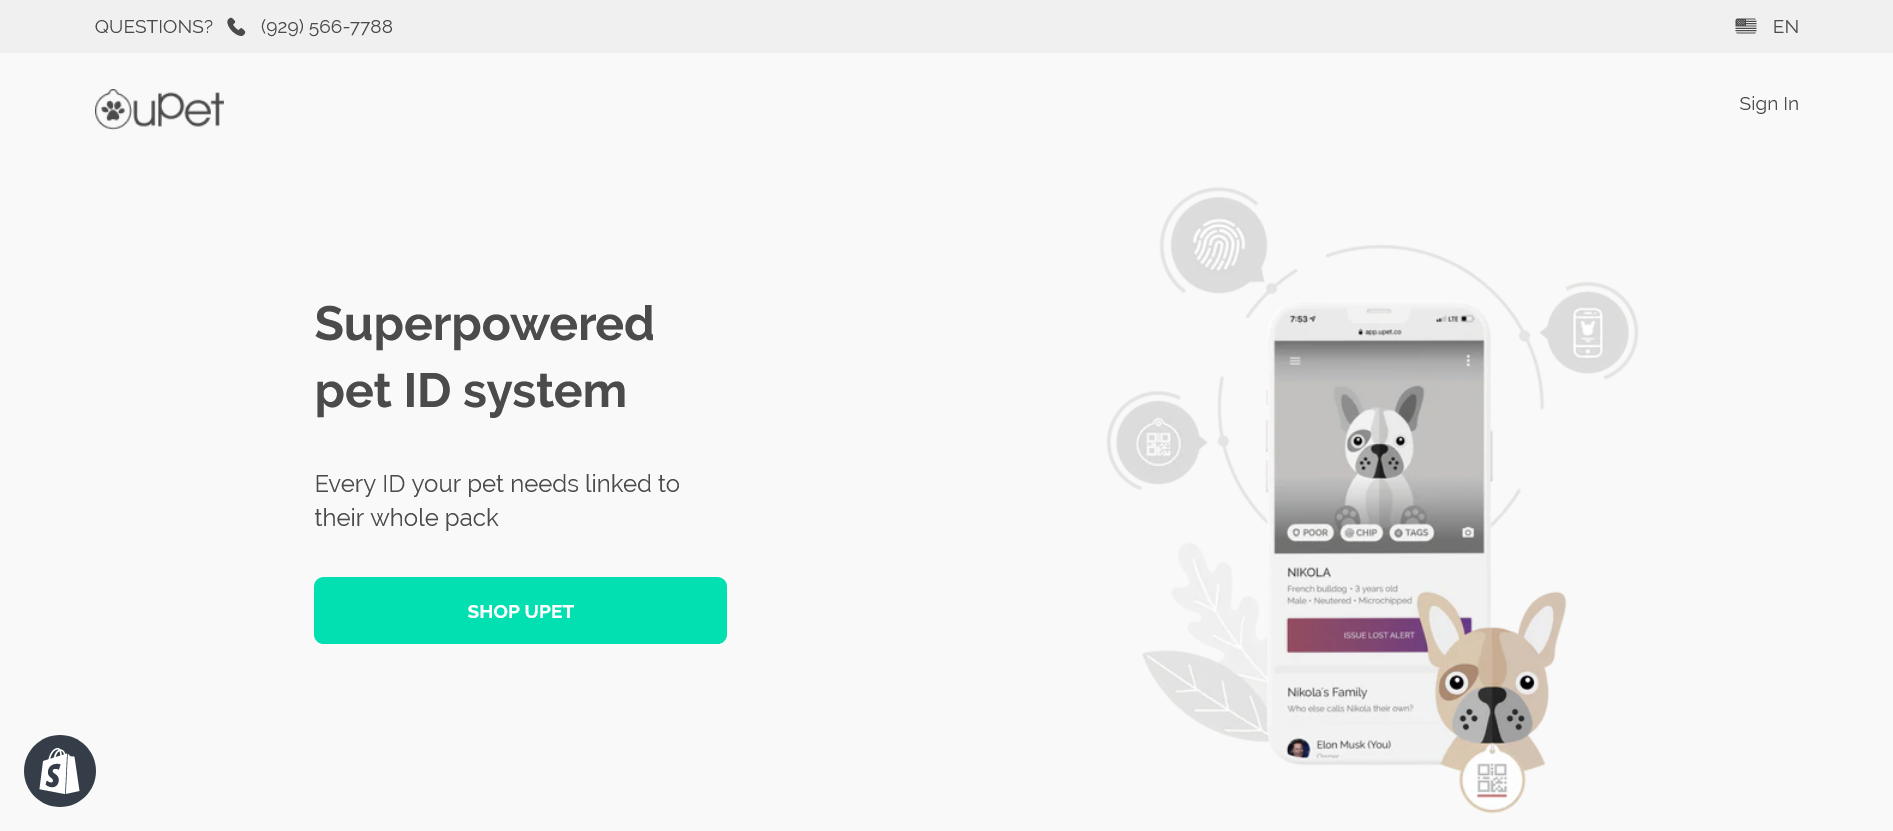 QUESTIONS? (929) 566-7788
EN
uPet
Sign In
Superpowered
pet ID system
Every ID your pet needs linked to
their whole pack
SHOP UPET
7:53 LTE
app.upet.co
POOR CHIP TAGS
NIKOLA
French bulldog • 3 years old
Male • Neutered • Microchipped
ISSUE LOST ALERT
Nikola's Family
Who else calls Nikola their own?
Elon Musk (You)
S